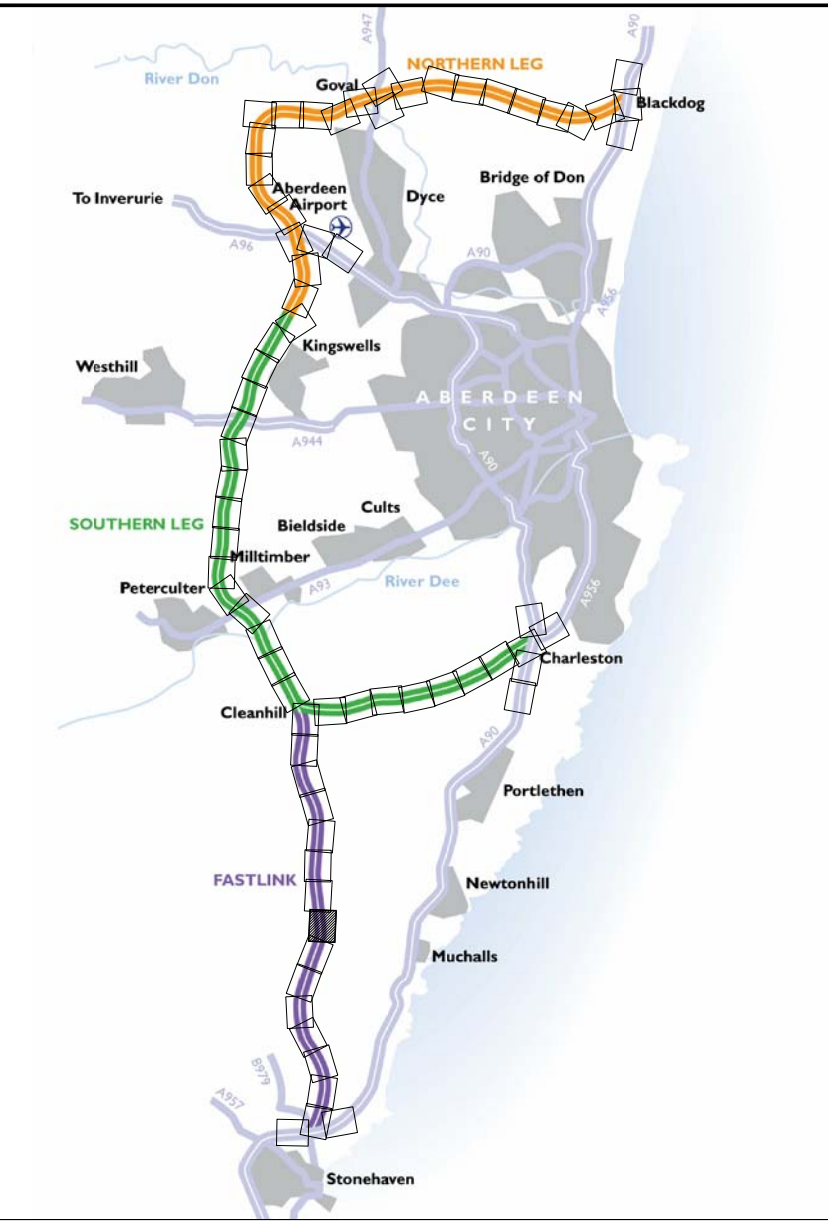 A947
A90
NORTHERN LEG
River Don
Goval
Blackdog
Bridge of Don
Aberdeen
Airport
Dyce
To Inverurie
A96
A90
A956
Kingswells
Westhill
ABERDEEN
CITY
A944
A90
Cults
SOUTHERN LEG
Bieldside
Milltimber
River Dee
Peterculter
A93
A956
Charleston
Cleanhill
A90
Portlethen
FASTLINK
Newtonhill
Muchalls
B979
A957
Stonehaven